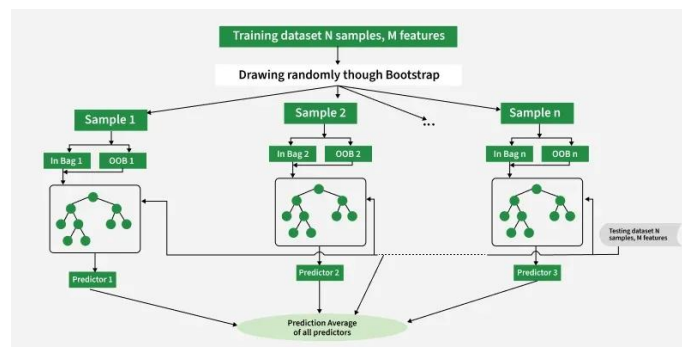 Training dataset N samples, M features
Drawing randomly though Bootstrap
Sample 1
Sample 2
...
Sample n
In Bag 1
OOB 1
In Bag 2
OOB 2
In Bag n
OOB n
Testing dataset N
samples, M features
Predictor 1
Predictor 2
Predictor 3
Prediction Average
of all predictors